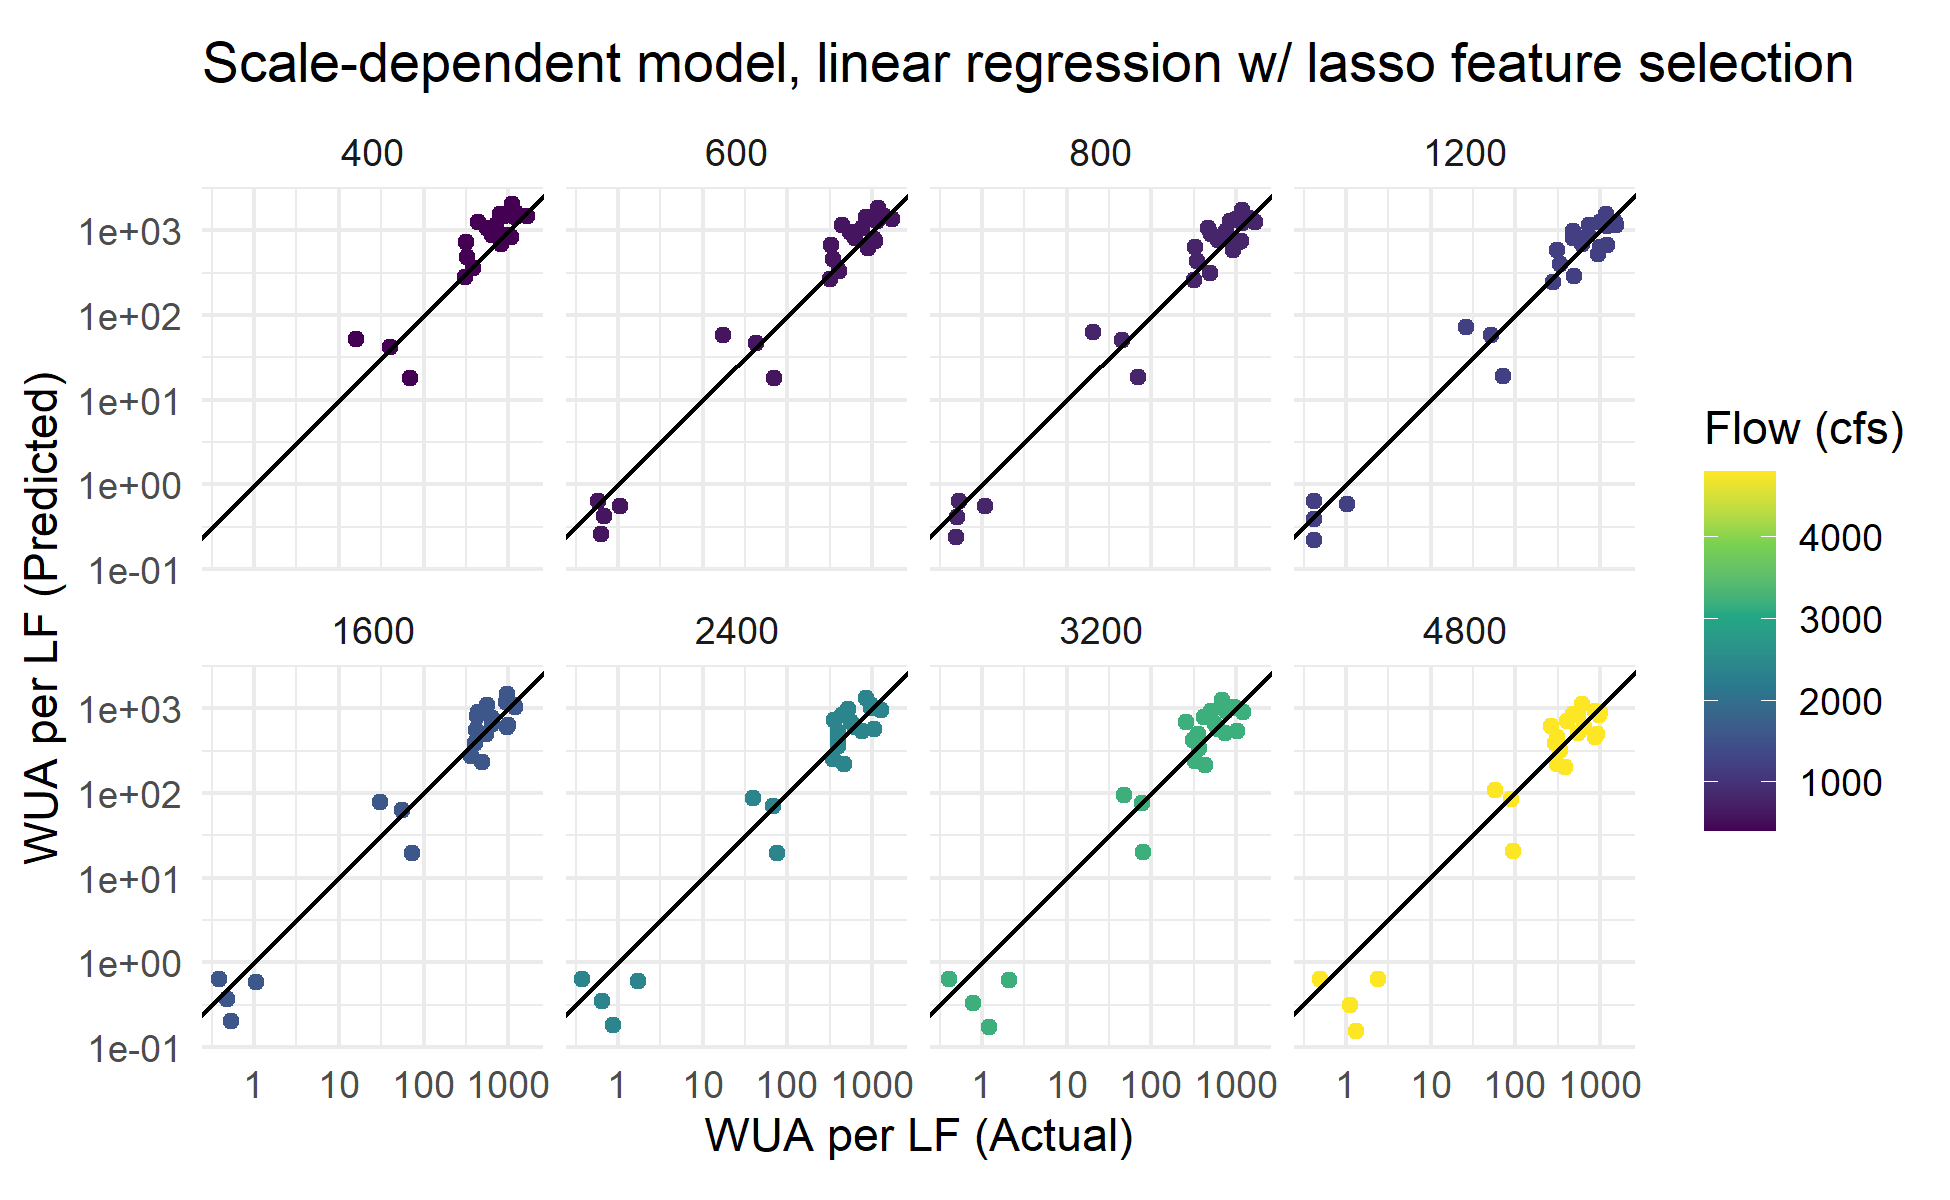 Scale-dependent model, linear regression w/ lasso feature selection
400 600 800 1200
1e+03
1e+02
1e+01
1e+00
1e-01
1600 2400 3200 4800
1e+03
1e+02
1e+01
1e+00
1e-01
1 10 100 1000 1 10 100 1000 1 10 100 1000 1 10 100 1000
WUA per LF (Actual)
WUA per LF (Predicted)
Flow (cfs)
4000
3000
2000
1000